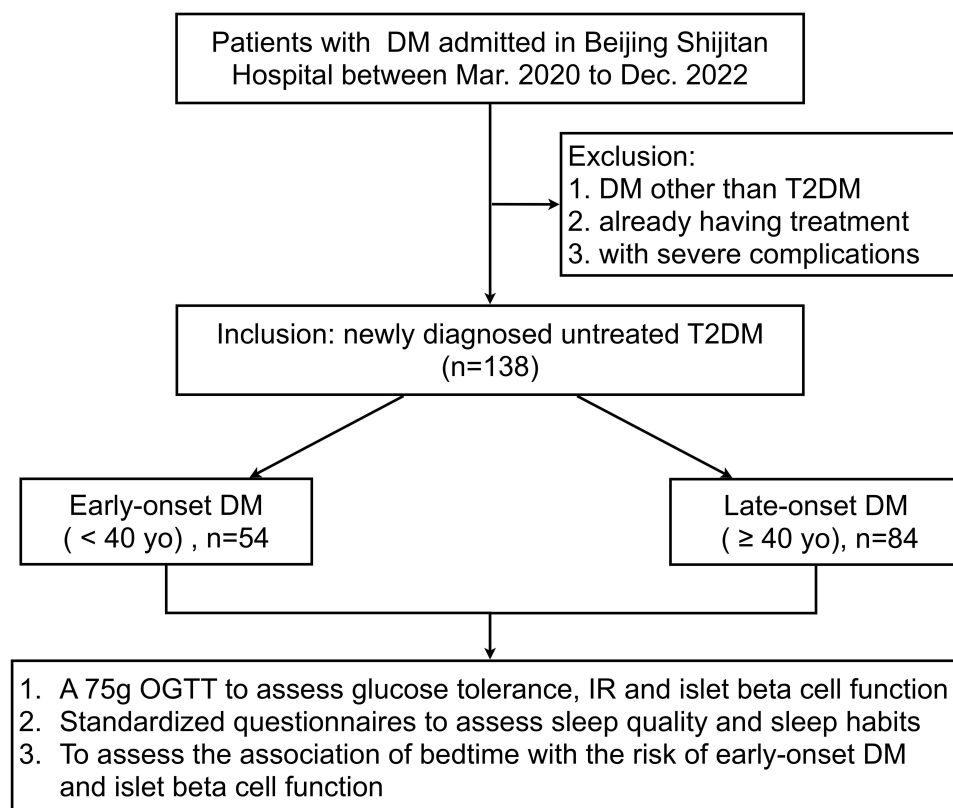 Patients with DM admitted in Beijing Shijitan
Hospital between Mar. 2020 to Dec. 2022
Exclusion:
1. DM other than T2DM
2. already having treatment
3. with severe complications
Inclusion: newly diagnosed untreated T2DM
(n=138)
Early-onset DM
( < 40 yo) , n=54
Late-onset DM
( ≥ 40 yo), n=84
1. A 75g OGTT to assess glucose tolerance, IR and islet beta cell function
2. Standardized questionnaires to assess sleep quality and sleep habits
3. To assess the association of bedtime with the risk of early-onset DM
and islet beta cell function